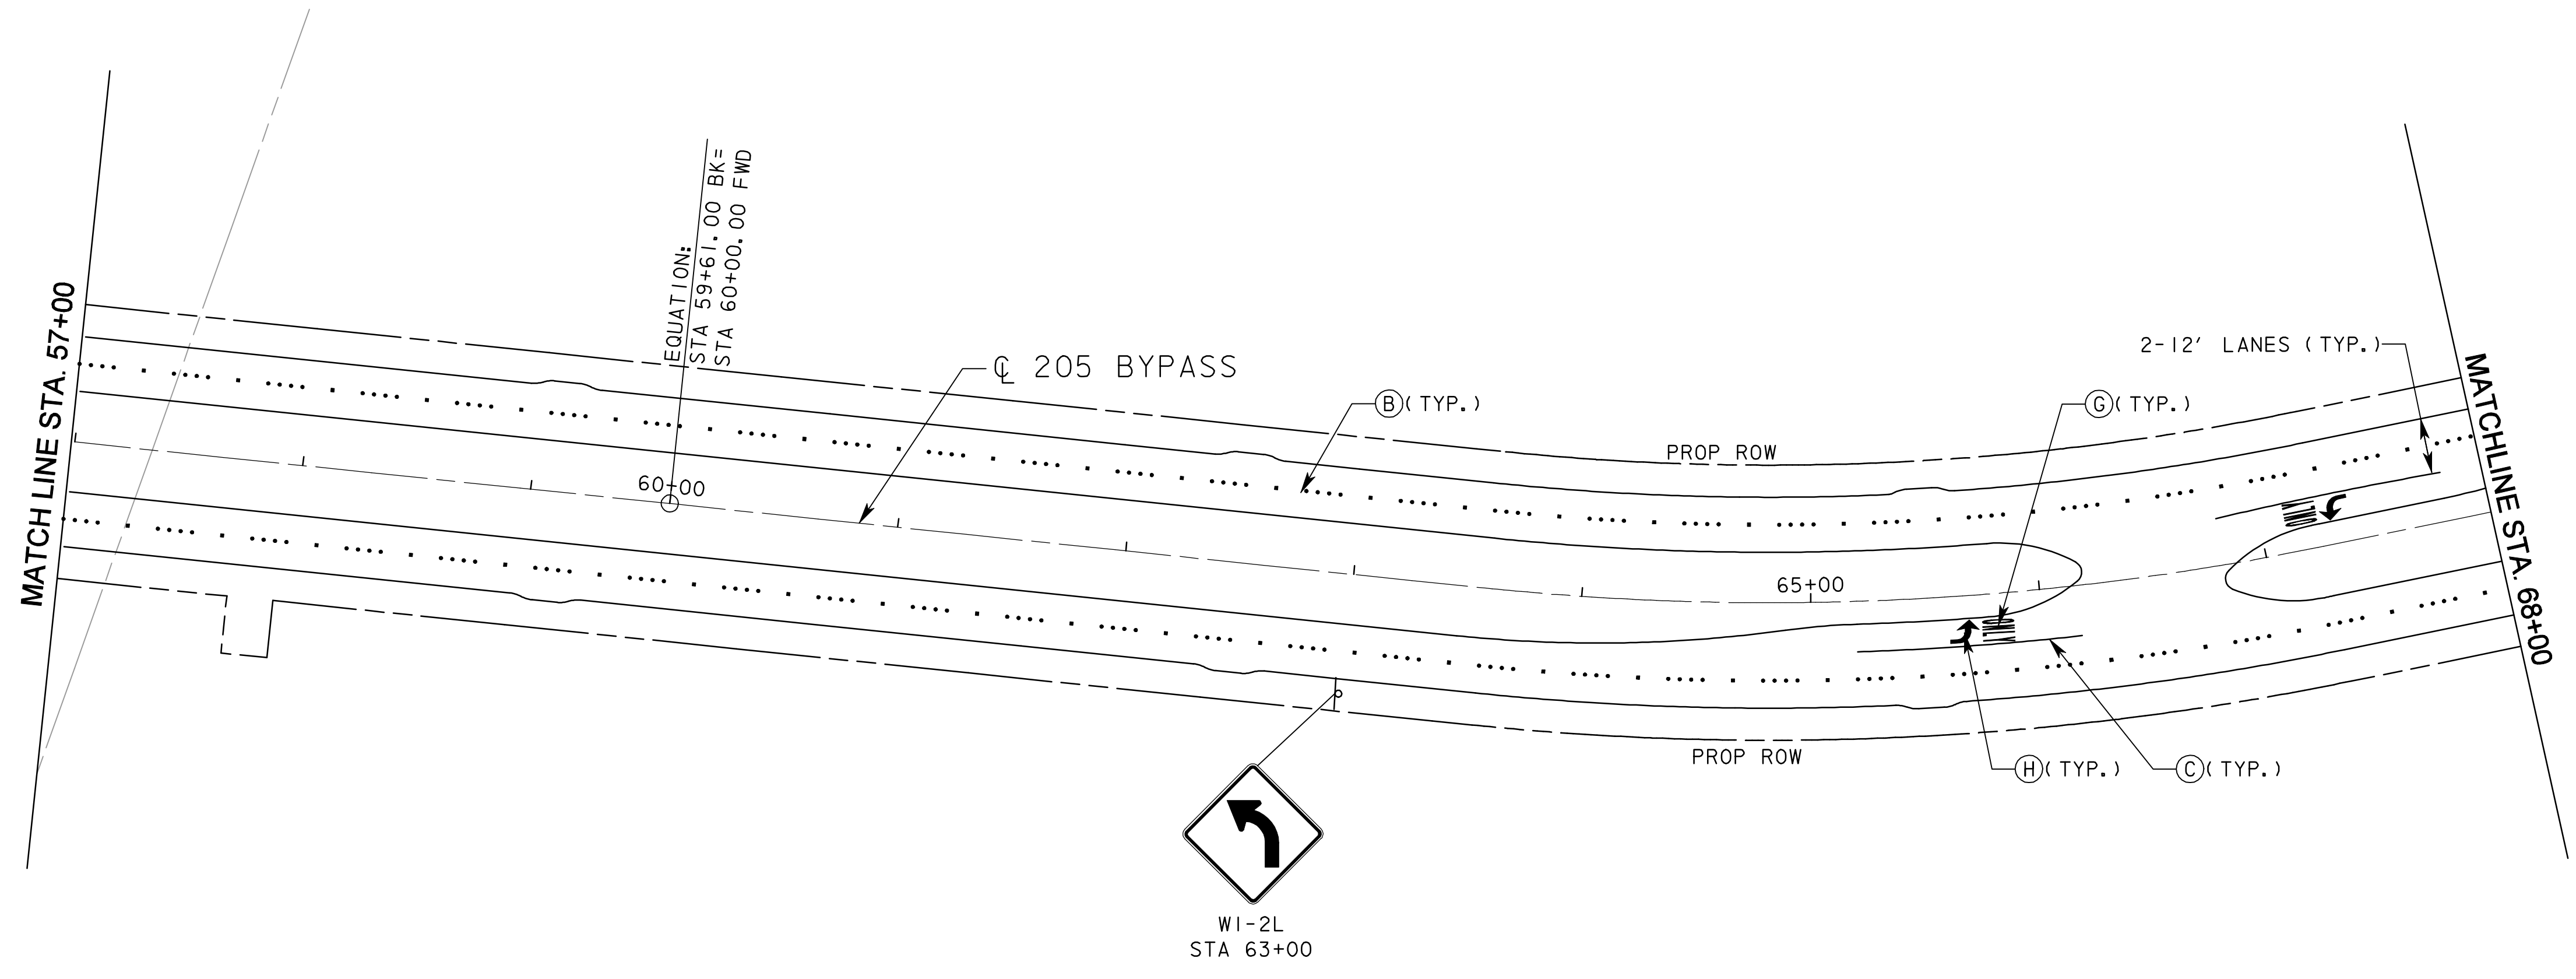 MATCH LINE STA. 57+00
EQUATION:
STA 59+61.00 BK=
STA 60+00.00 FWD
60+00
℄ 205 BYPASS
B (TYP.)
PROP ROW
2-12' LANES (TYP.)
G (TYP.)
MATCHLINE STA. 68+00
65+00
ONLY
ONLY
PROP ROW
H (TYP.)
C (TYP.)
W1-2L
STA 63+00